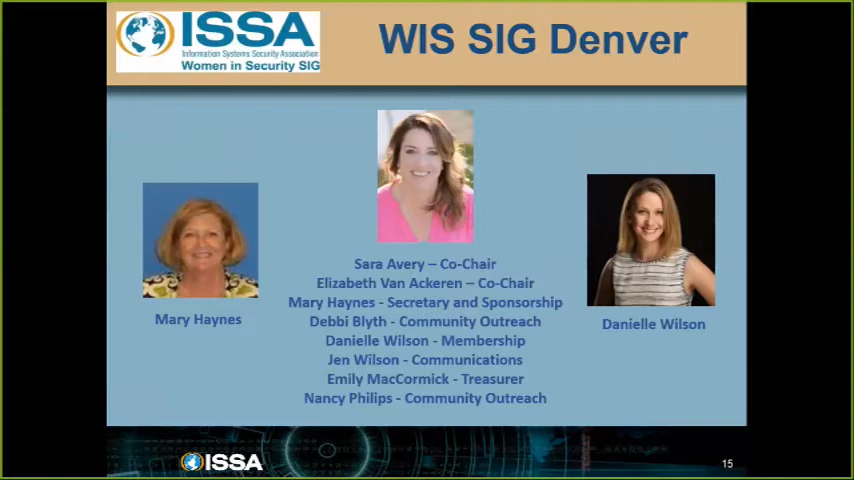 ISSA
Information Systems Security Association
Women in Security SIG
WIS SIG Denver
Mary Haynes
Sara Avery – Co-Chair
Elizabeth Van Ackeren – Co-Chair
Mary Haynes - Secretary and Sponsorship
Debbi Blyth - Community Outreach
Danielle Wilson - Membership
Jen Wilson - Communications
Emily MacCormick - Treasurer
Nancy Philips - Community Outreach
Danielle Wilson
ISSA
15